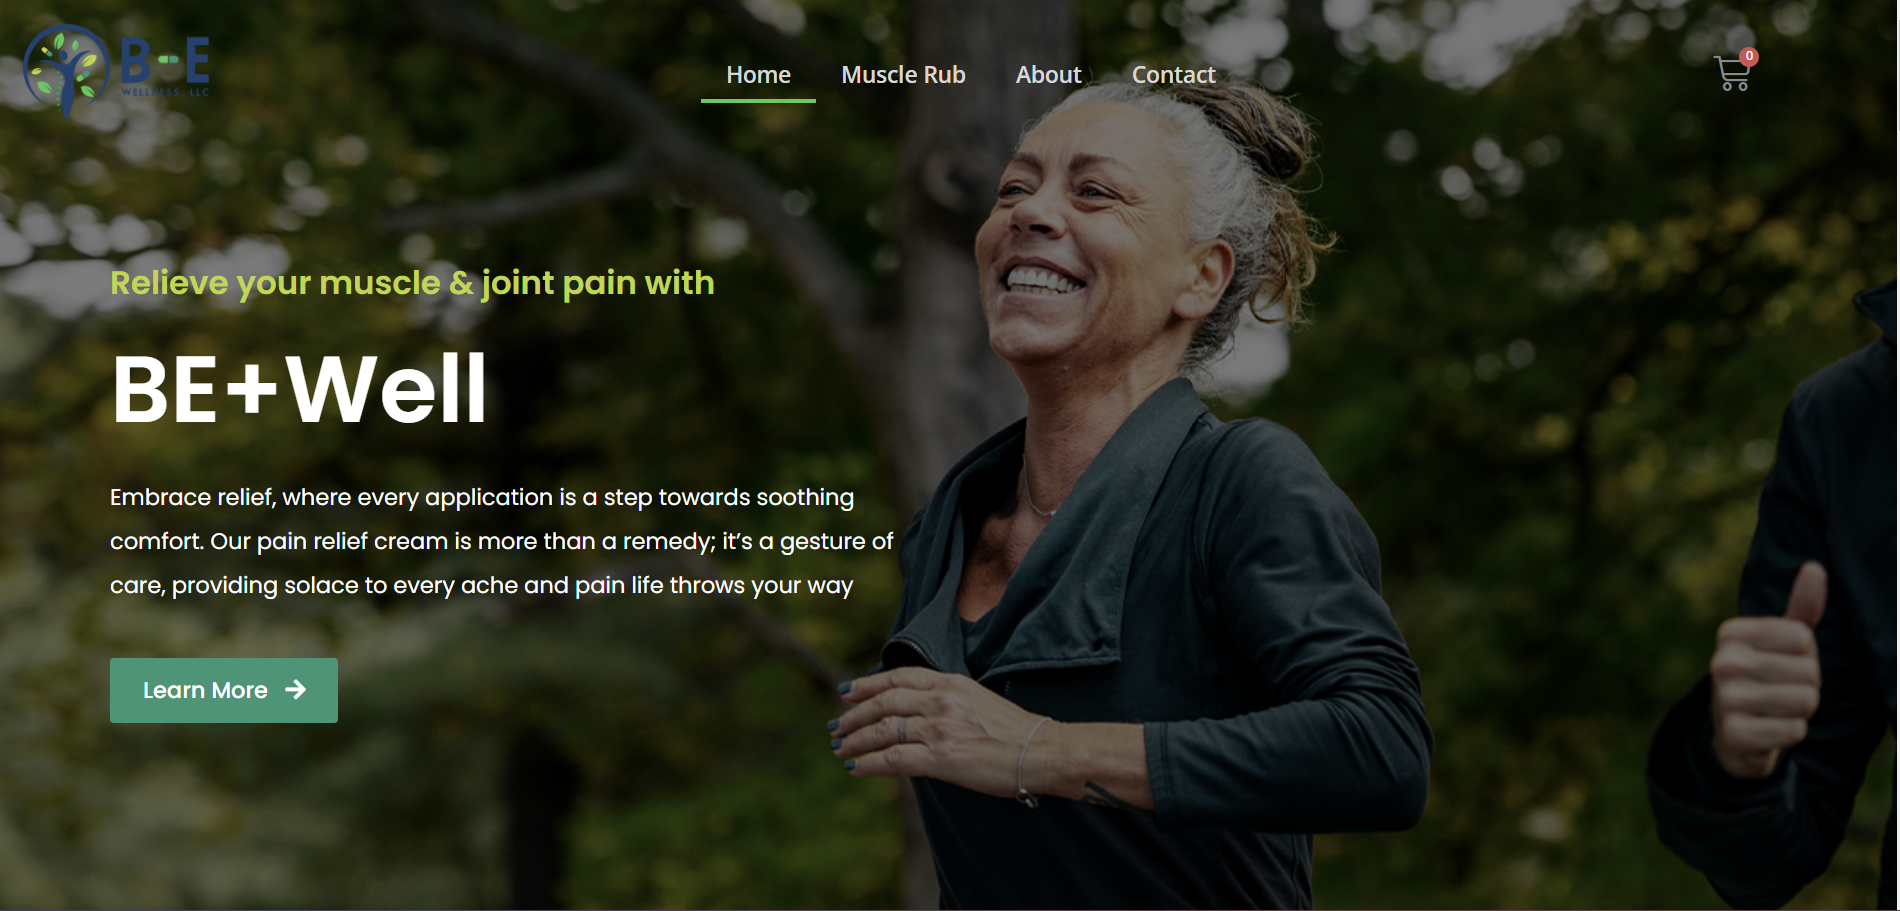 B+E
WELLNESS, LLC
Home
Muscle Rub
About
Contact
0
Relieve your muscle & joint pain with
BE+Well
Embrace relief, where every application is a step towards soothing
comfort. Our pain relief cream is more than a remedy; it’s a gesture of
care, providing solace to every ache and pain life throws your way
Learn More